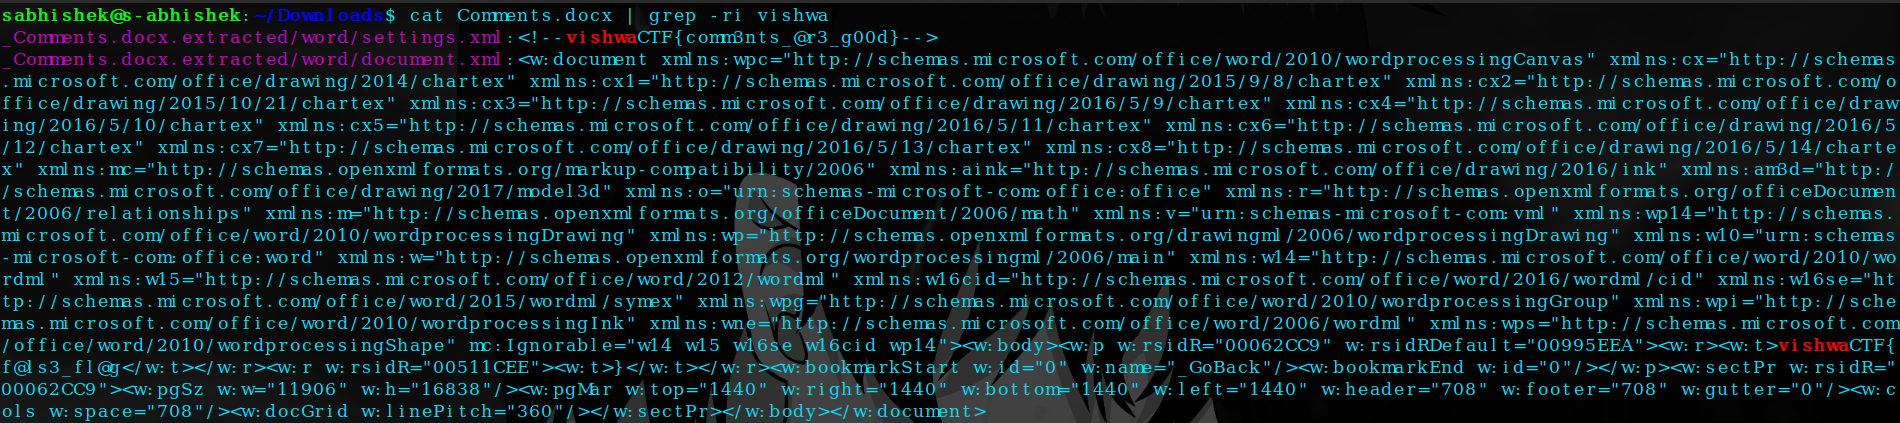 sabhishek@s-abhishek:~/Downloads$ cat Comments.docx | grep -ri vishwa
_Comments.docx.extracted/word/settings.xml:<!--vishwaCTF{comm3nts_@r3_g00d}-->
_Comments.docx.extracted/word/document.xml:<w:document xmlns:wpc="http://schemas.microsoft.com/office/word/2010/wordprocessingCanvas" xmlns:cx="http://schemas
.microsoft.com/office/drawing/2014/chartex" xmlns:cx1="http://schemas.microsoft.com/office/drawing/2015/9/8/chartex" xmlns:cx2="http://schemas.microsoft.com/o
ffice/drawing/2015/10/21/chartex" xmlns:cx3="http://schemas.microsoft.com/office/drawing/2016/5/9/chartex" xmlns:cx4="http://schemas.microsoft.com/office/draw
ing/2016/5/10/chartex" xmlns:cx5="http://schemas.microsoft.com/office/drawing/2016/5/11/chartex" xmlns:cx6="http://schemas.microsoft.com/office/drawing/2016/5
/12/chartex" xmlns:cx7="http://schemas.microsoft.com/office/drawing/2016/5/13/chartex" xmlns:cx8="http://schemas.microsoft.com/office/drawing/2016/5/14/charte
x" xmlns:mc="http://schemas.openxmlformats.org/markup-compatibility/2006" xmlns:aink="http://schemas.microsoft.com/office/drawing/2016/ink" xmlns:am3d="http:/
/schemas.microsoft.com/office/drawing/2017/model3d" xmlns:o="urn:schemas-microsoft-com:office:office" xmlns:r="http://schemas.openxmlformats.org/officeDocumen
t/2006/relationships" xmlns:m="http://schemas.openxmlformats.org/officeDocument/2006/math" xmlns:v="urn:schemas-microsoft-com:vml" xmlns:wp14="http://schemas.
microsoft.com/office/word/2010/wordprocessingDrawing" xmlns:wp="http://schemas.openxmlformats.org/drawingml/2006/wordprocessingDrawing" xmlns:w10="urn:schemas
-microsoft-com:office:word" xmlns:w="http://schemas.openxmlformats.org/wordprocessingml/2006/main" xmlns:w14="http://schemas.microsoft.com/office/word/2010/wo
rdml" xmlns:w15="http://schemas.microsoft.com/office/word/2012/wordml" xmlns:w16cid="http://schemas.microsoft.com/office/word/2016/wordml/cid" xmlns:w16se="ht
tp://schemas.microsoft.com/office/word/2015/wordml/symex" xmlns:wpg="http://schemas.microsoft.com/office/word/2010/wordprocessingGroup" xmlns:wpi="http://sche
mas.microsoft.com/office/word/2010/wordprocessingInk" xmlns:wne="http://schemas.microsoft.com/office/word/2006/wordml" xmlns:wps="http://schemas.microsoft.com
/office/word/2010/wordprocessingShape" mc:Ignorable="w14 w15 w16se w16cid wp14"><w:body><w:p w:rsidR="00062CC9" w:rsidRDefault="00995EEA"><w:r><w:t>vishwaCTF{
f@ls3_fl@g</w:t></w:r><w:r w:rsidR="00511CEE"><w:t>}</w:t></w:r><w:bookmarkStart w:id="0" w:name="_GoBack"/><w:bookmarkEnd w:id="0"/></w:p><w:sectPr w:rsidR="
00062CC9"><w:pgSz w:w="11906" w:h="16838"/><w:pgMar w:top="1440" w:right="1440" w:bottom="1440" w:left="1440" w:header="708" w:footer="708" w:gutter="0"/><w:c
ols w:space="708"/><w:docGrid w:linePitch="360"/></w:sectPr></w:body></w:document>